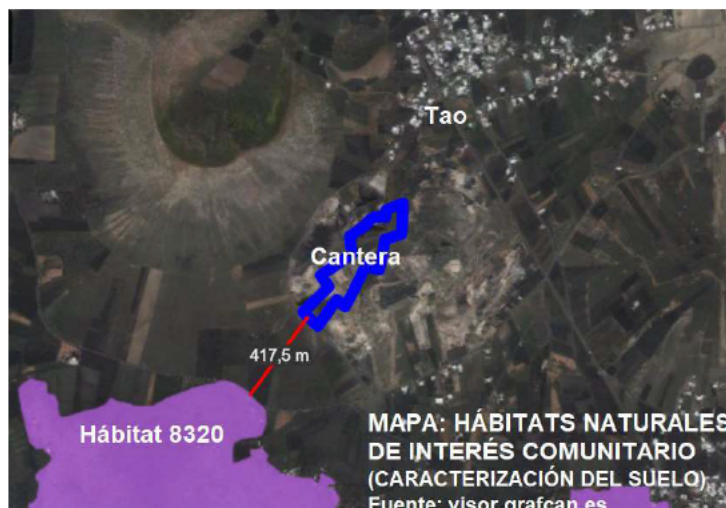 Tao
Cantera
417,5 m
Hábitat 8320
MAPA: HÁBITATS NATURALES
DE INTERÉS COMUNITARIO
(CARACTERIZACIÓN DEL SUELO)
Fuente: visor.grafcan.es